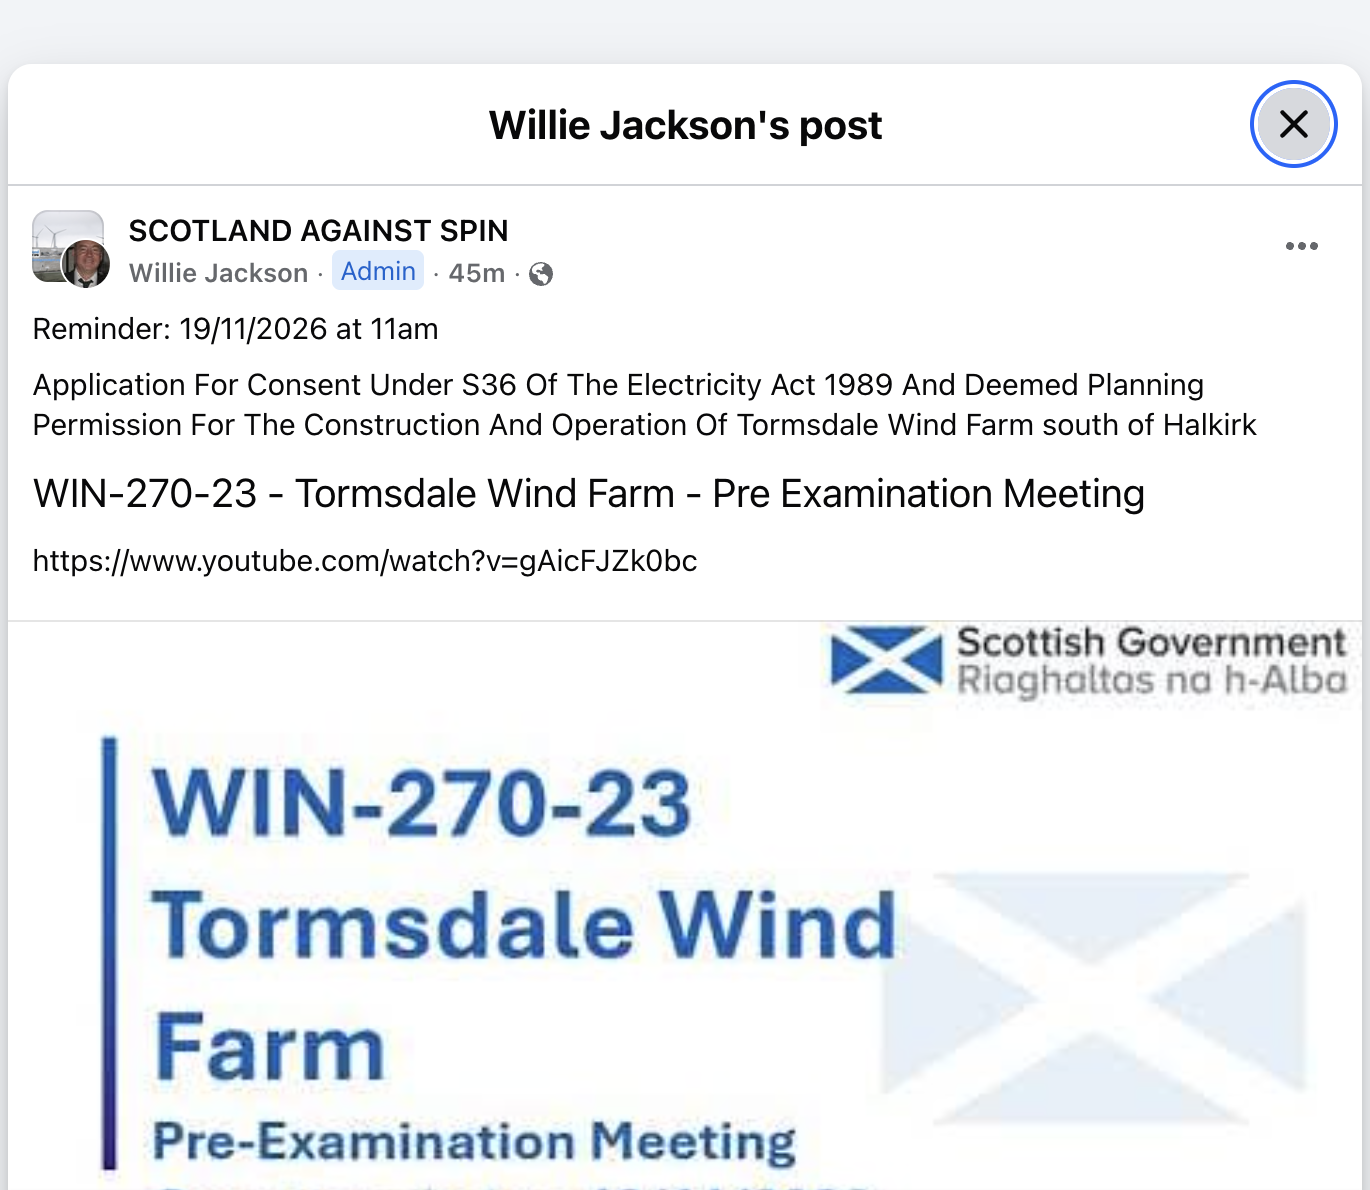 Willie Jackson's post
SCOTLAND AGAINST SPIN
Willie Jackson · Admin · 45m ·
Reminder: 19/11/2026 at 11am
Application For Consent Under S36 Of The Electricity Act 1989 And Deemed Planning
Permission For The Construction And Operation Of Tormsdale Wind Farm south of Halkirk
WIN-270-23 - Tormsdale Wind Farm - Pre Examination Meeting
https://www.youtube.com/watch?v=gAicFJZk0bc
Scottish Government
Riaghaltas na h-Alba
WIN-270-23
Tormsdale Wind
Farm
Pre-Examination Meeting